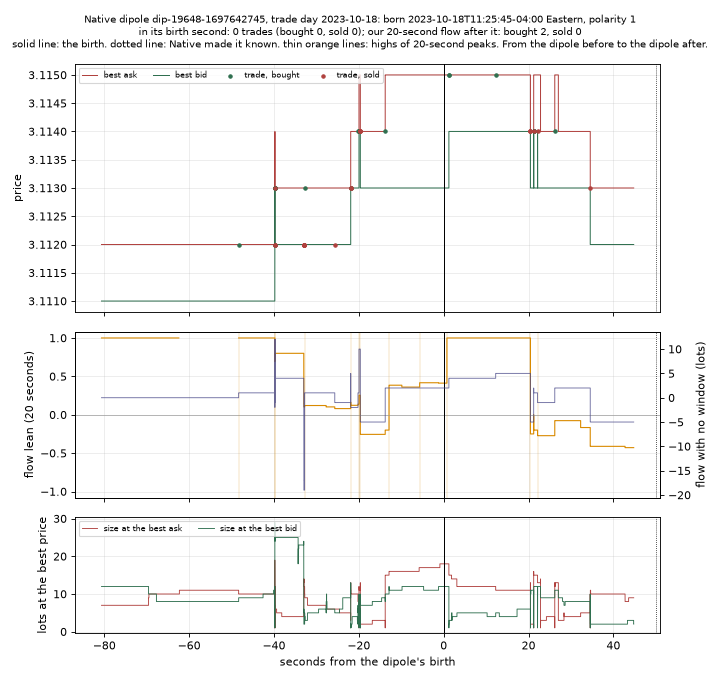 Native dipole dip-19648-1697642745, trade day 2023-10-18: born 2023-10-18T11:25:45-04:00 Eastern, polarity 1
in its birth second: 0 trades (bought 0, sold 0); our 20-second flow after it: bought 2, sold 0
solid line: the birth. dotted line: Native made it known. thin orange lines: highs of 20-second peaks. From the dipole before to the dipole after.
best ask best bid trade, bought trade, sold
3.1150
3.1145
3.1140
3.1135
3.1130
3.1125
3.1120
3.1115
3.1110
price
1.0
0.5
0.0
−0.5
−1.0
flow lean (20 seconds)
10
5
0
−5
−10
−15
−20
flow with no window (lots)
size at the best ask size at the best bid
30
20
10
0
lots at the best price
−80 −60 −40 −20 0 20 40
seconds from the dipole's birth